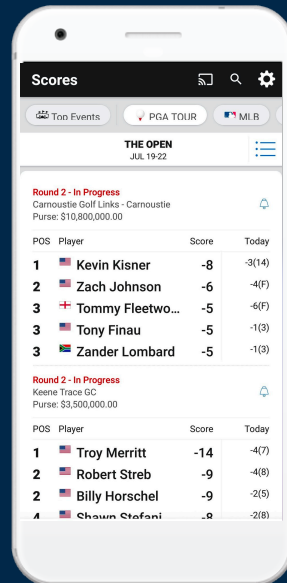 Scores
Top Events PGA TOUR MLB
THE OPEN
JUL 19-22
Round 2 - In Progress
Carnoustie Golf Links - Carnoustie
Purse: $10,800,000.00
POS Player Score Today
1 Kevin Kisner -8 -3(14)
2 Zach Johnson -6 -4(F)
3 Tommy Fleetwo... -5 -6(F)
3 Tony Finau -5 -1(3)
3 Zander Lombard -5 -1(3)
Round 2 - In Progress
Keene Trace GC
Purse: $3,500,000.00
POS Player Score Today
1 Troy Merritt -14 -4(7)
2 Robert Streb -9 -4(8)
2 Billy Horschel -9 -2(5)
4 Shawn Stefani -8 -2(8)